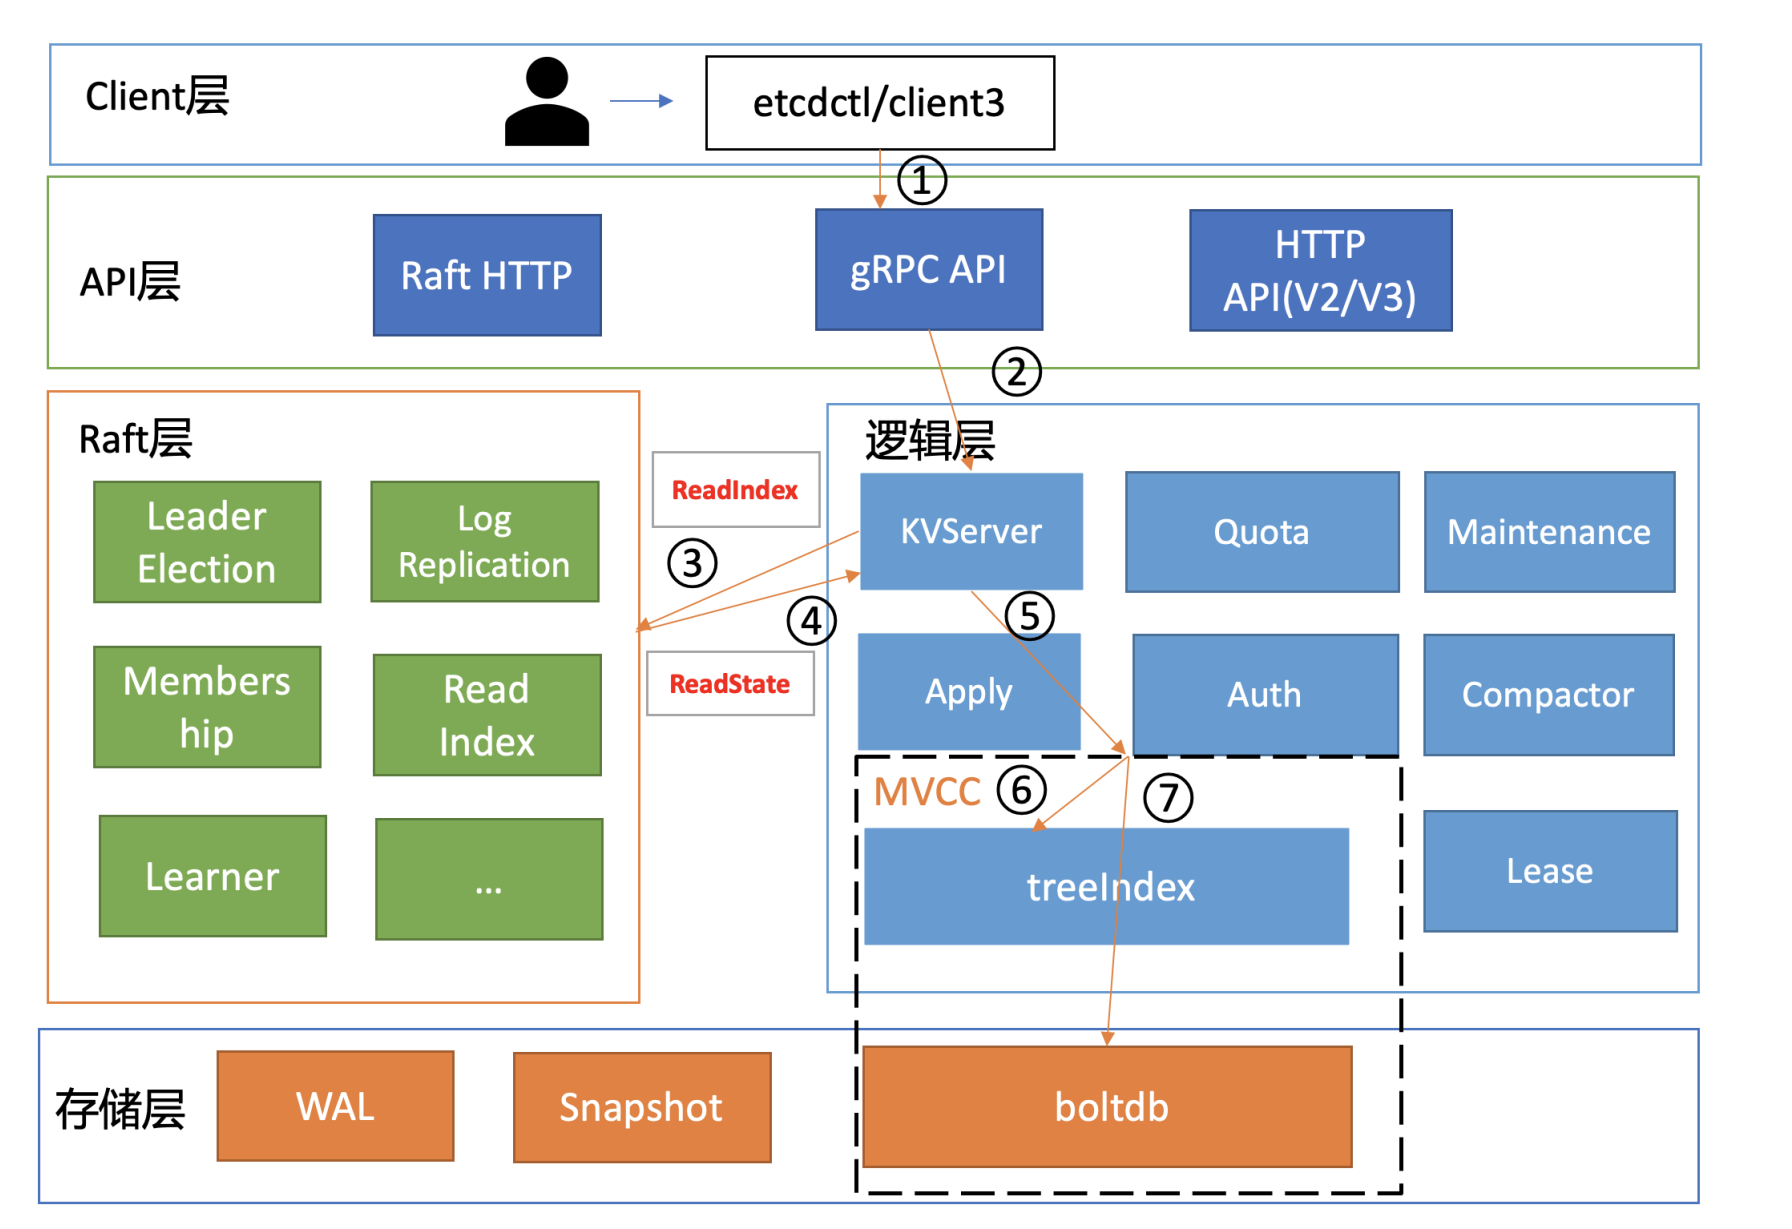 Client层
etcdctl/client3
①
API层
Raft HTTP
gRPC API
HTTP
API(V2/V3)
②
Raft层
Leader
Election
Log
Replication
Members
hip
Read
Index
Learner
...
ReadIndex
③
④
ReadState
逻辑层
KVServer
Quota
Maintenance
⑤
Apply
Auth
Compactor
MVCC
⑥
⑦
treeIndex
Lease
存储层
WAL
Snapshot
boltdb